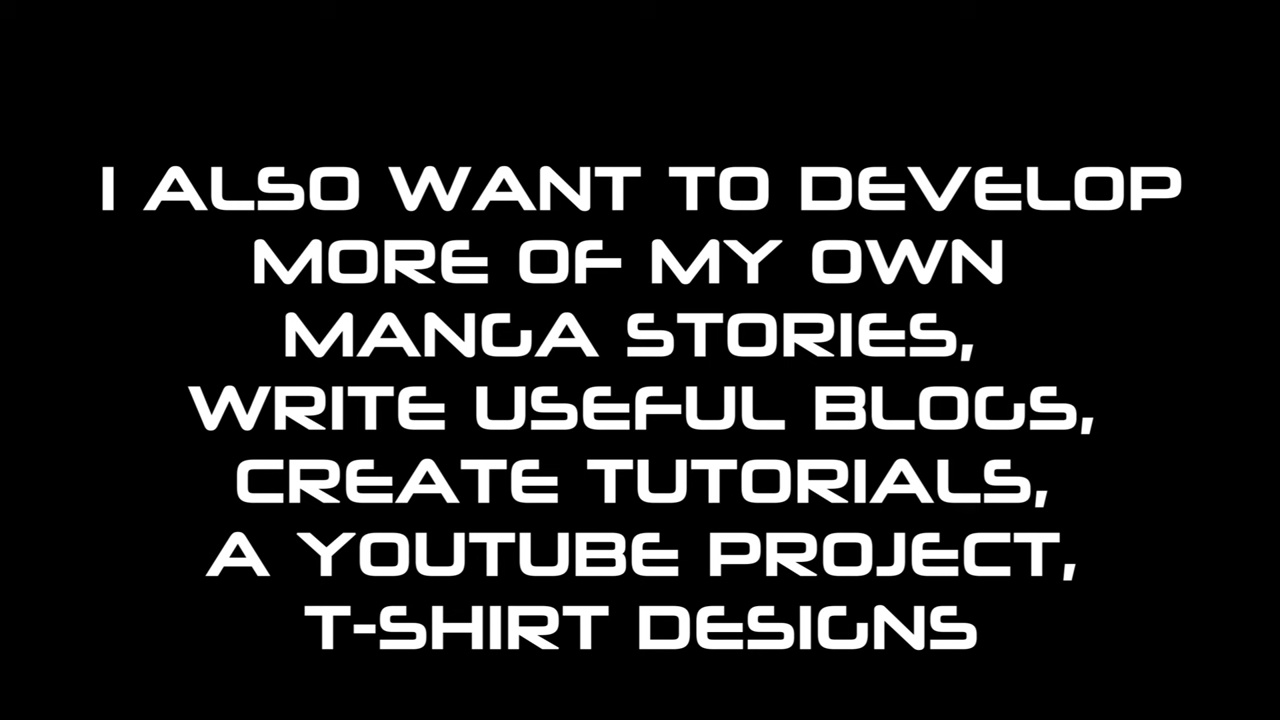 I ALSO WANT TO DEVELOP
MORE OF MY OWN
MANGA STORIES,
WRITE USEFUL BLOGS,
CREATE TUTORIALS,
A YOUTUBE PROJECT,
T-SHIRT DESIGNS